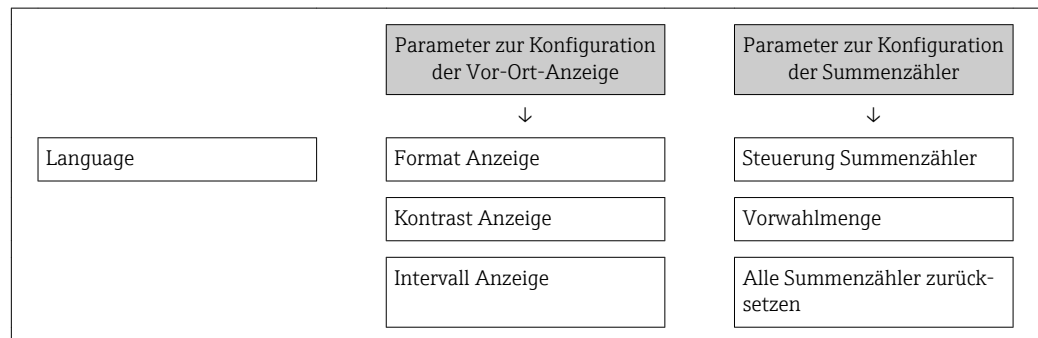 Parameter zur Konfiguration
der Vor-Ort-Anzeige
Parameter zur Konfiguration
der Summenzähler
↓
↓
Language
Format Anzeige
Steuerung Summenzähler
Kontrast Anzeige
Vorwahlmenge
Intervall Anzeige
Alle Summenzähler zurück-
setzen